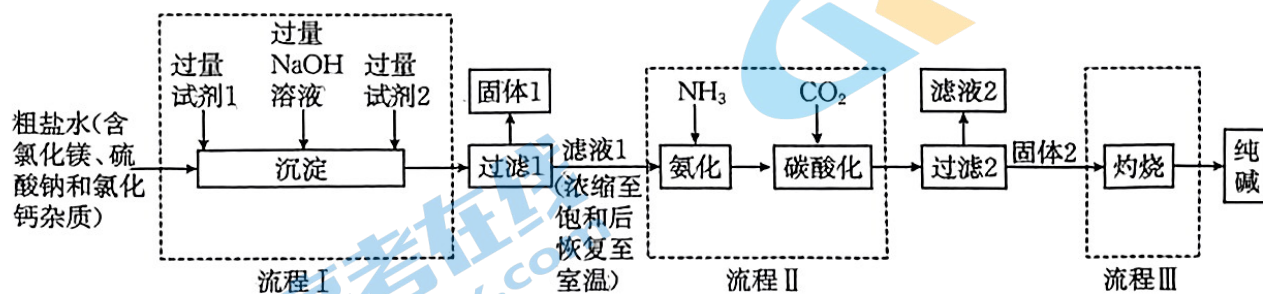 过量
试剂1
过量
NaOH
溶液
过量
试剂2
粗盐水(含
氯化镁、硫
酸钠和氯化
钙杂质)
沉淀
流程Ⅰ
固体1
过滤1
滤液1
(浓缩至
饱和后
恢复至
室温)
NH₃
CO₂
氨化
碳酸化
流程Ⅱ
滤液2
过滤2
固体2
灼烧
流程Ⅲ
纯
碱
考在线
.com